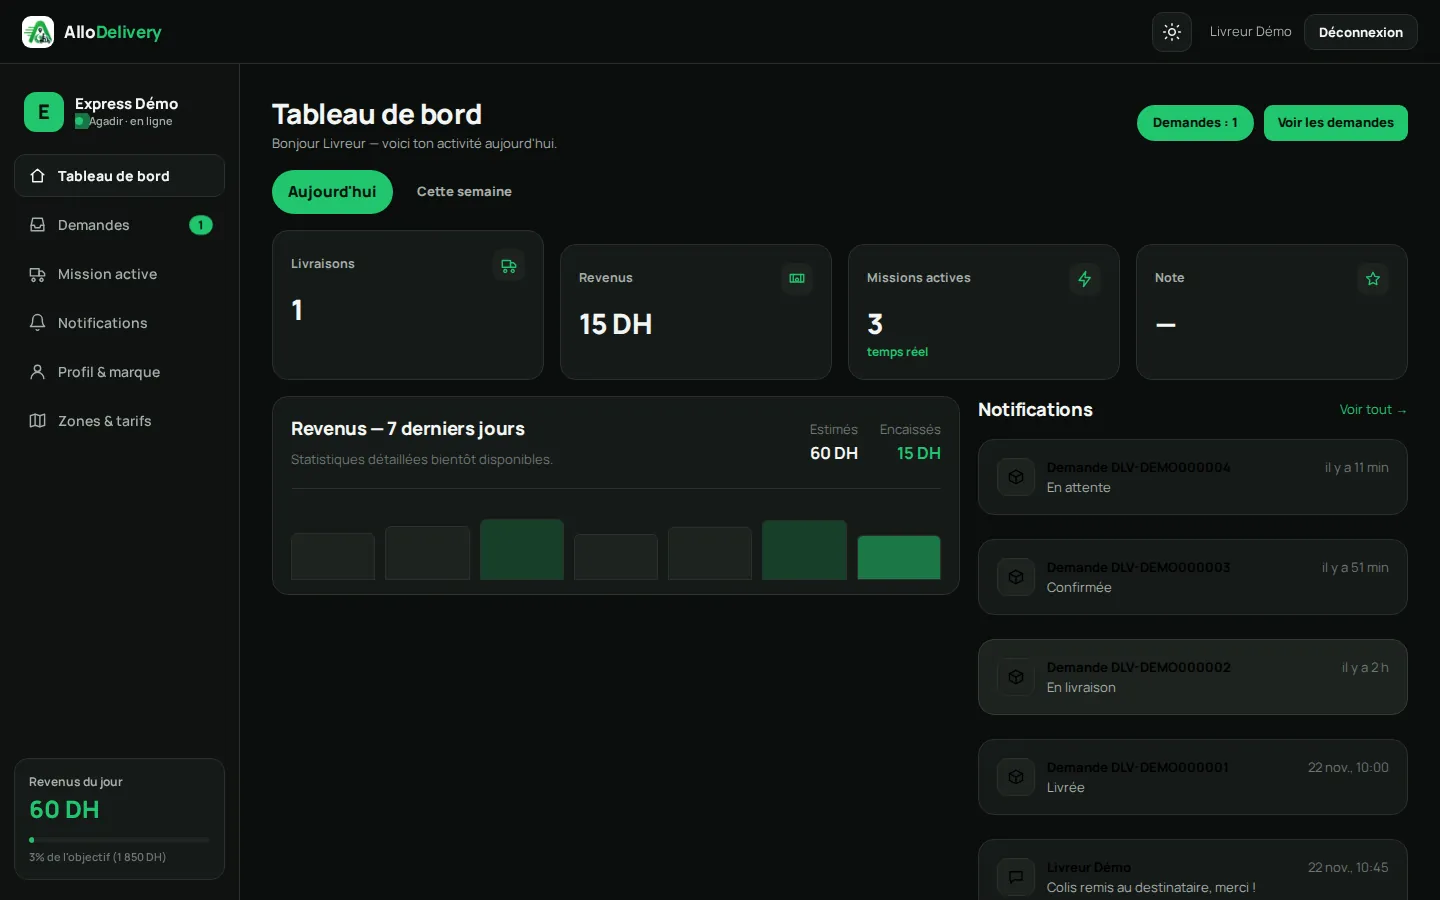 AlloDelivery
Livreur Démo
Déconnexion
E
Express Démo
Agadir · en ligne
Tableau de bord
Demandes
1
Mission active
Notifications
Profil & marque
Zones & tarifs
Revenus du jour
60 DH
3% de l'objectif (1 850 DH)
Tableau de bord
Bonjour Livreur — voici ton activité aujourd'hui.
Demandes : 1
Voir les demandes
Aujourd'hui
Cette semaine
Livraisons
1
Revenus
15 DH
Missions actives
3
temps réel
Note
—
Revenus — 7 derniers jours
Statistiques détaillées bientôt disponibles.
Estimés
60 DH
Encaissés
15 DH
Notifications
Voir tout →
Demande DLV-DEMO000004
il y a 11 min
En attente
Demande DLV-DEMO000003
il y a 51 min
Confirmée
Demande DLV-DEMO000002
il y a 2 h
En livraison
Demande DLV-DEMO000001
22 nov., 10:00
Livrée
Livreur Démo
22 nov., 10:45
Colis remis au destinataire, merci !